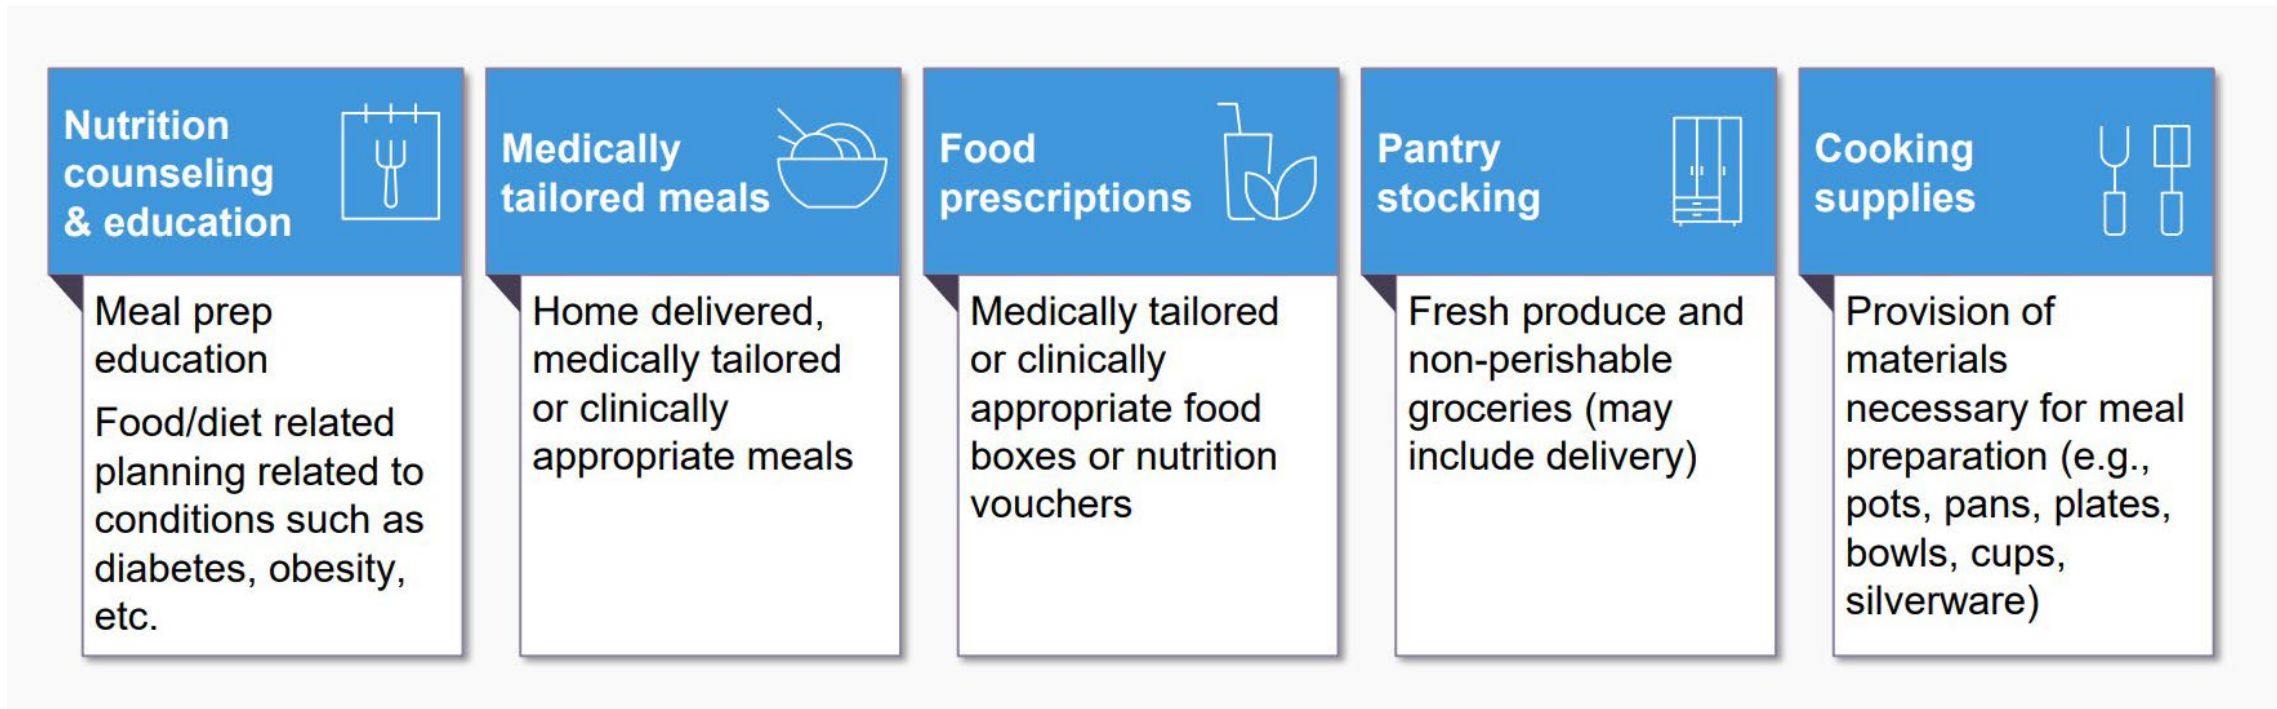 Nutrition
counseling
& education
Meal prep
education
Food/diet related
planning related to
conditions such as
diabetes, obesity,
etc.
Medically
tailored meals
Home delivered,
medically tailored
or clinically
appropriate meals
Food
prescriptions
Medically tailored
or clinically
appropriate food
boxes or nutrition
vouchers
Pantry
stocking
Fresh produce and
non-perishable
groceries (may
include delivery)
Cooking
supplies
Provision of
materials
necessary for meal
preparation (e.g.,
pots, pans, plates,
bowls, cups,
silverware)